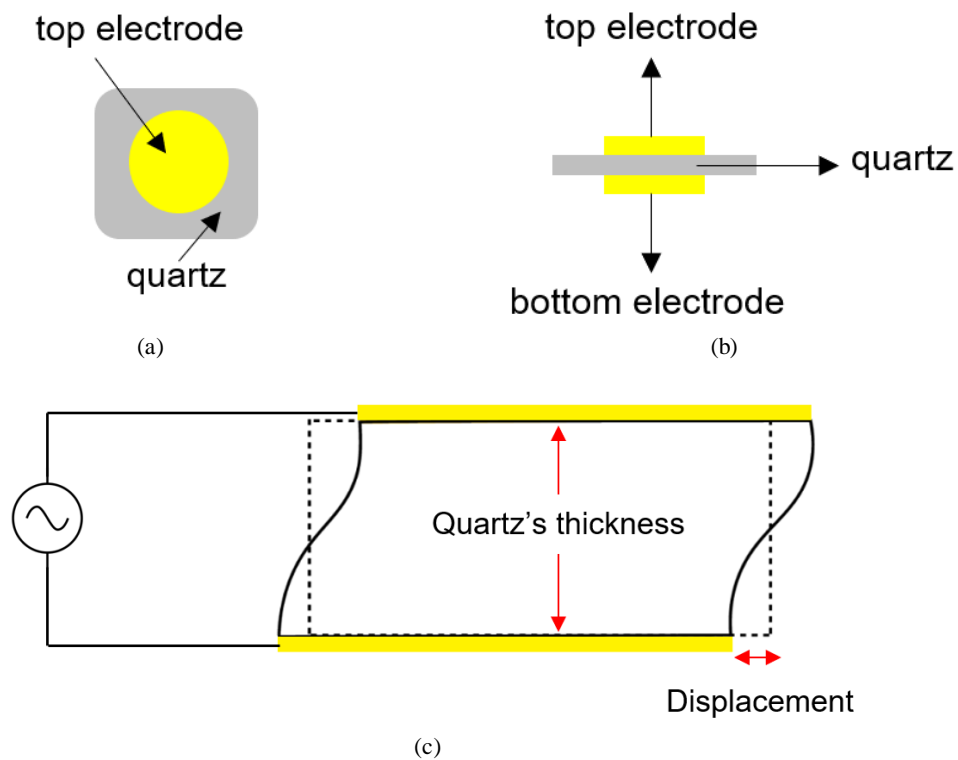 top electrode
quartz
(a)
top electrode
quartz
bottom electrode
(b)
Quartz's thickness
Displacement
(c)